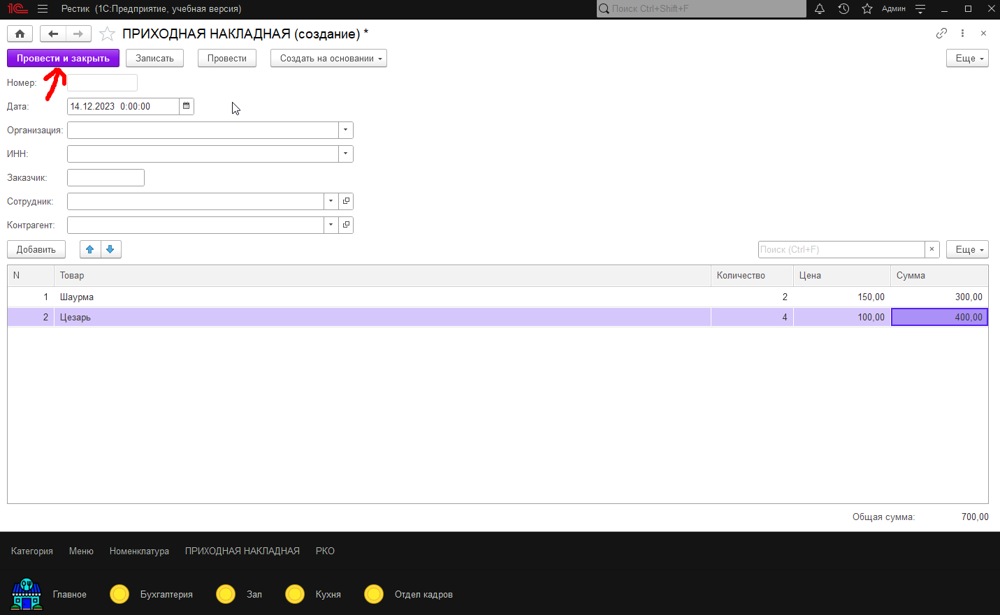 1С Рестик (1С:Предприятие, учебная версия) Поиск Ctrl+Shift+F Админ
ПРИХОДНАЯ НАКЛАДНАЯ (создание) *
Провести и закрыть Записать Провести Создать на основании Еще
Номер:
Дата: 14.12.2023 0:00:00
Организация:
ИНН:
Заказчик:
Сотрудник:
Контрагент:
Добавить Поиск (Ctrl+F) × Еще
N Товар Количество Цена Сумма
1 Шаурма 2 150,00 300,00
2 Цезарь 4 100,00 400,00
Общая сумма: 700,00
Категория Меню Номенклатура ПРИХОДНАЯ НАКЛАДНАЯ РКО
Главное Бухгалтерия Зал Кухня Отдел кадров